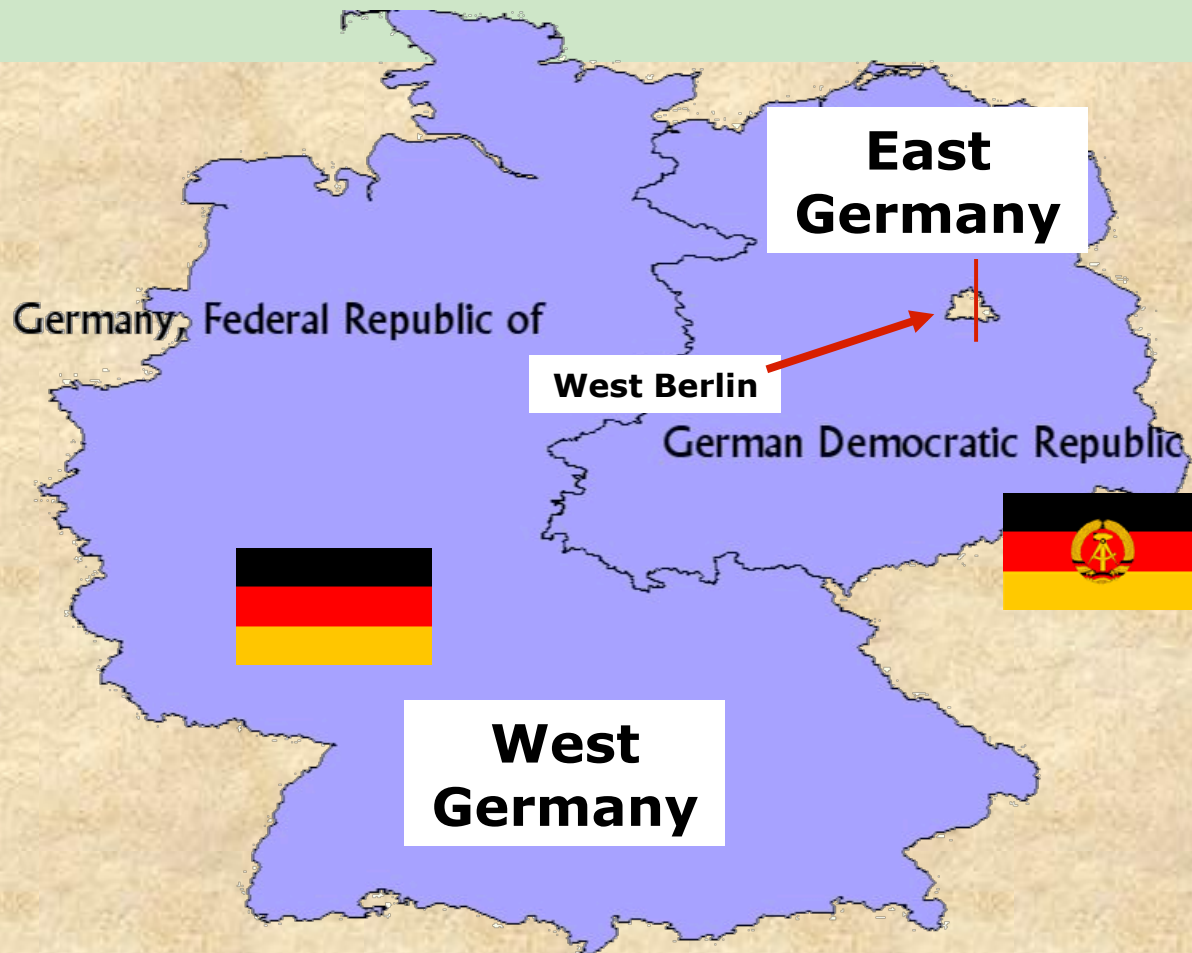 East
Germany
Germany, Federal Republic of
West Berlin
German Democratic Republic
West
Germany